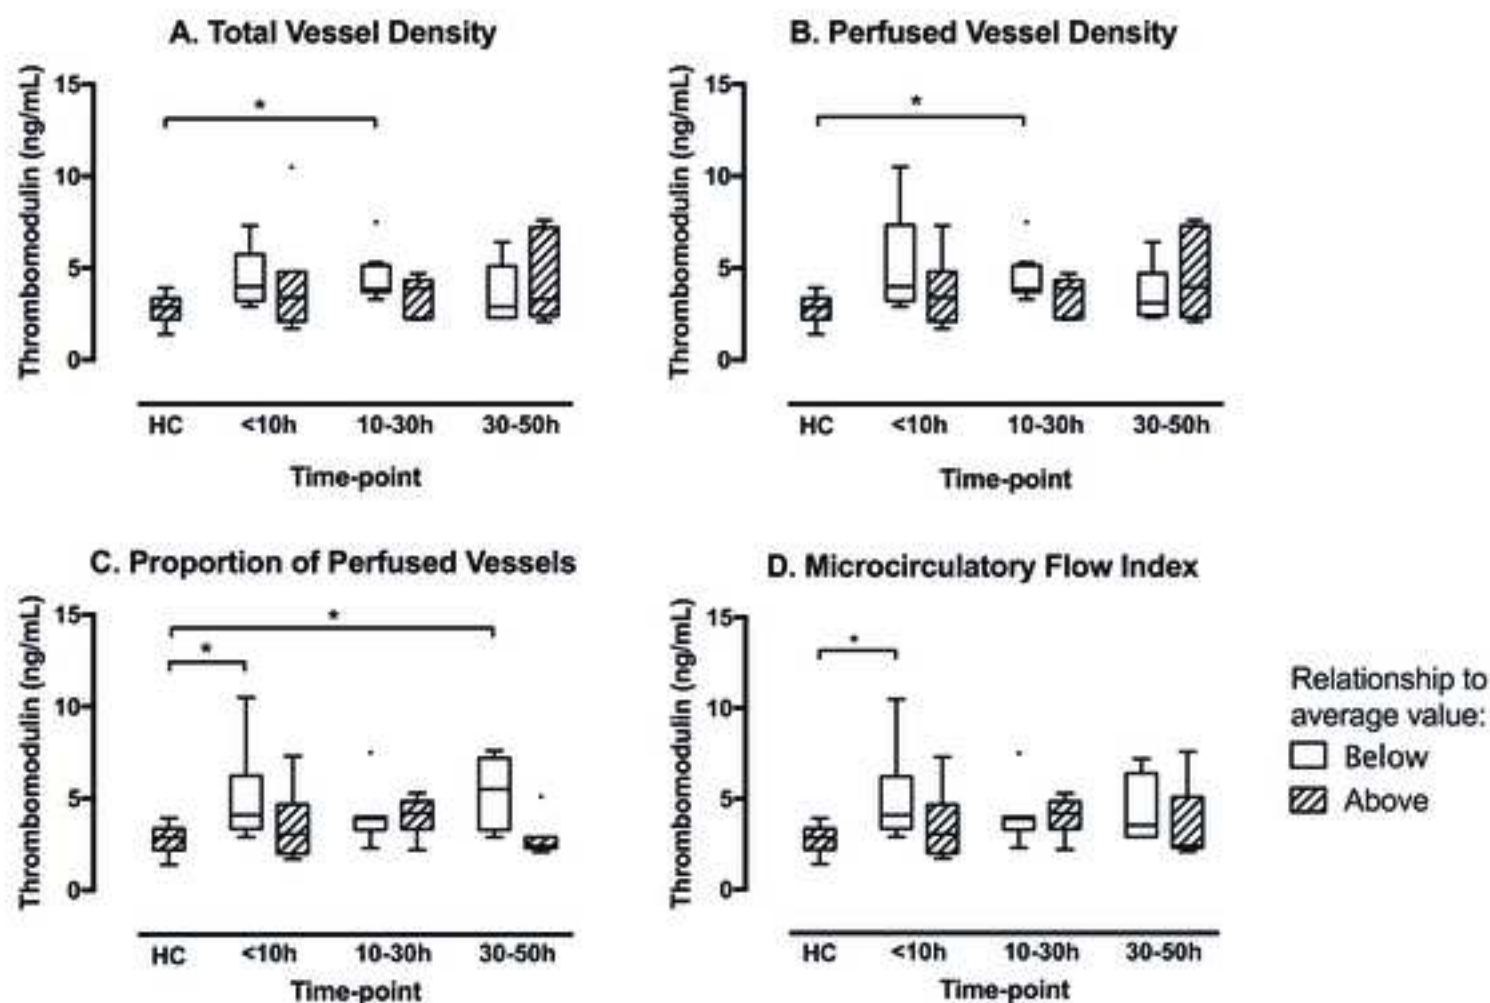 A. Total Vessel Density
Thrombomodulin (ng/mL)
15
*
10
5
0
HC <10h 10-30h 30-50h
Time-point
B. Perfused Vessel Density
Thrombomodulin (ng/mL)
15
*
10
5
0
HC <10h 10-30h 30-50h
Time-point
C. Proportion of Perfused Vessels
Thrombomodulin (ng/mL)
15
*
*
10
5
0
HC <10h 10-30h 30-50h
Time-point
D. Microcirculatory Flow Index
Thrombomodulin (ng/mL)
15
*
10
5
0
HC <10h 10-30h 30-50h
Time-point
Relationship to
average value:
Below
Above